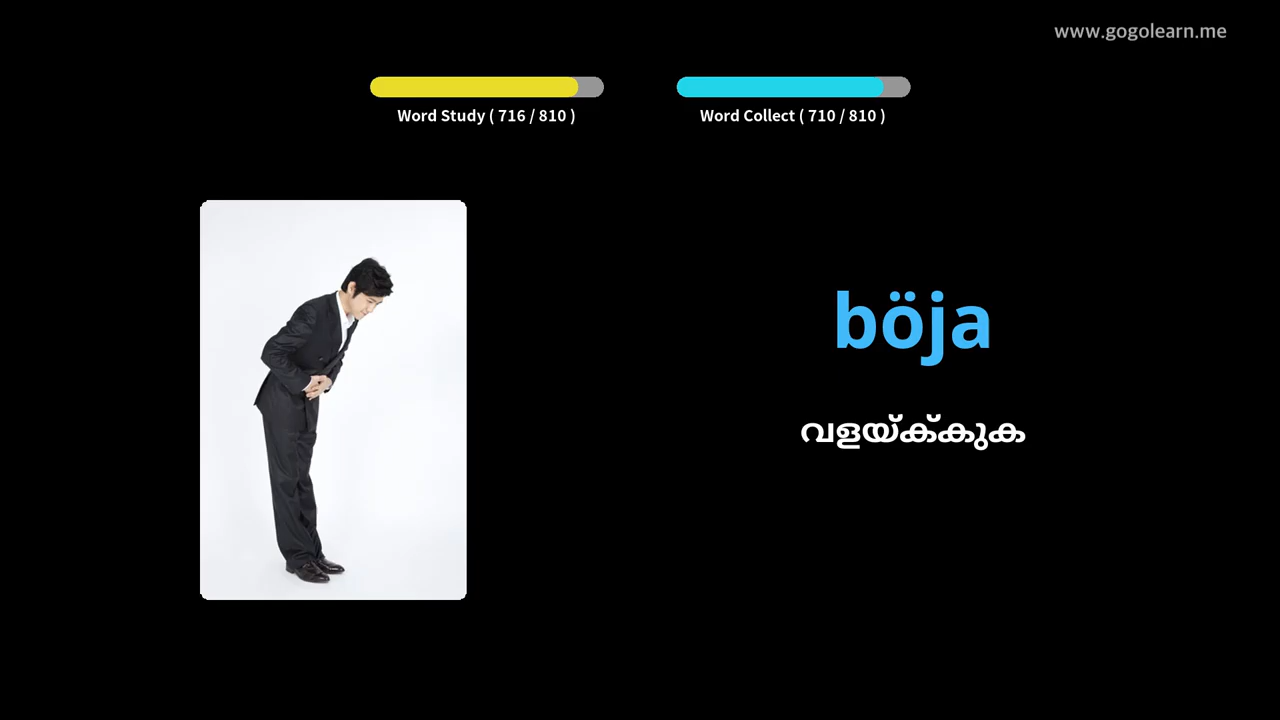 www.gogolearn.me
Word Study ( 716 / 810 )
Word Collect ( 710 / 810 )
böja
വളയ്ക്കുക